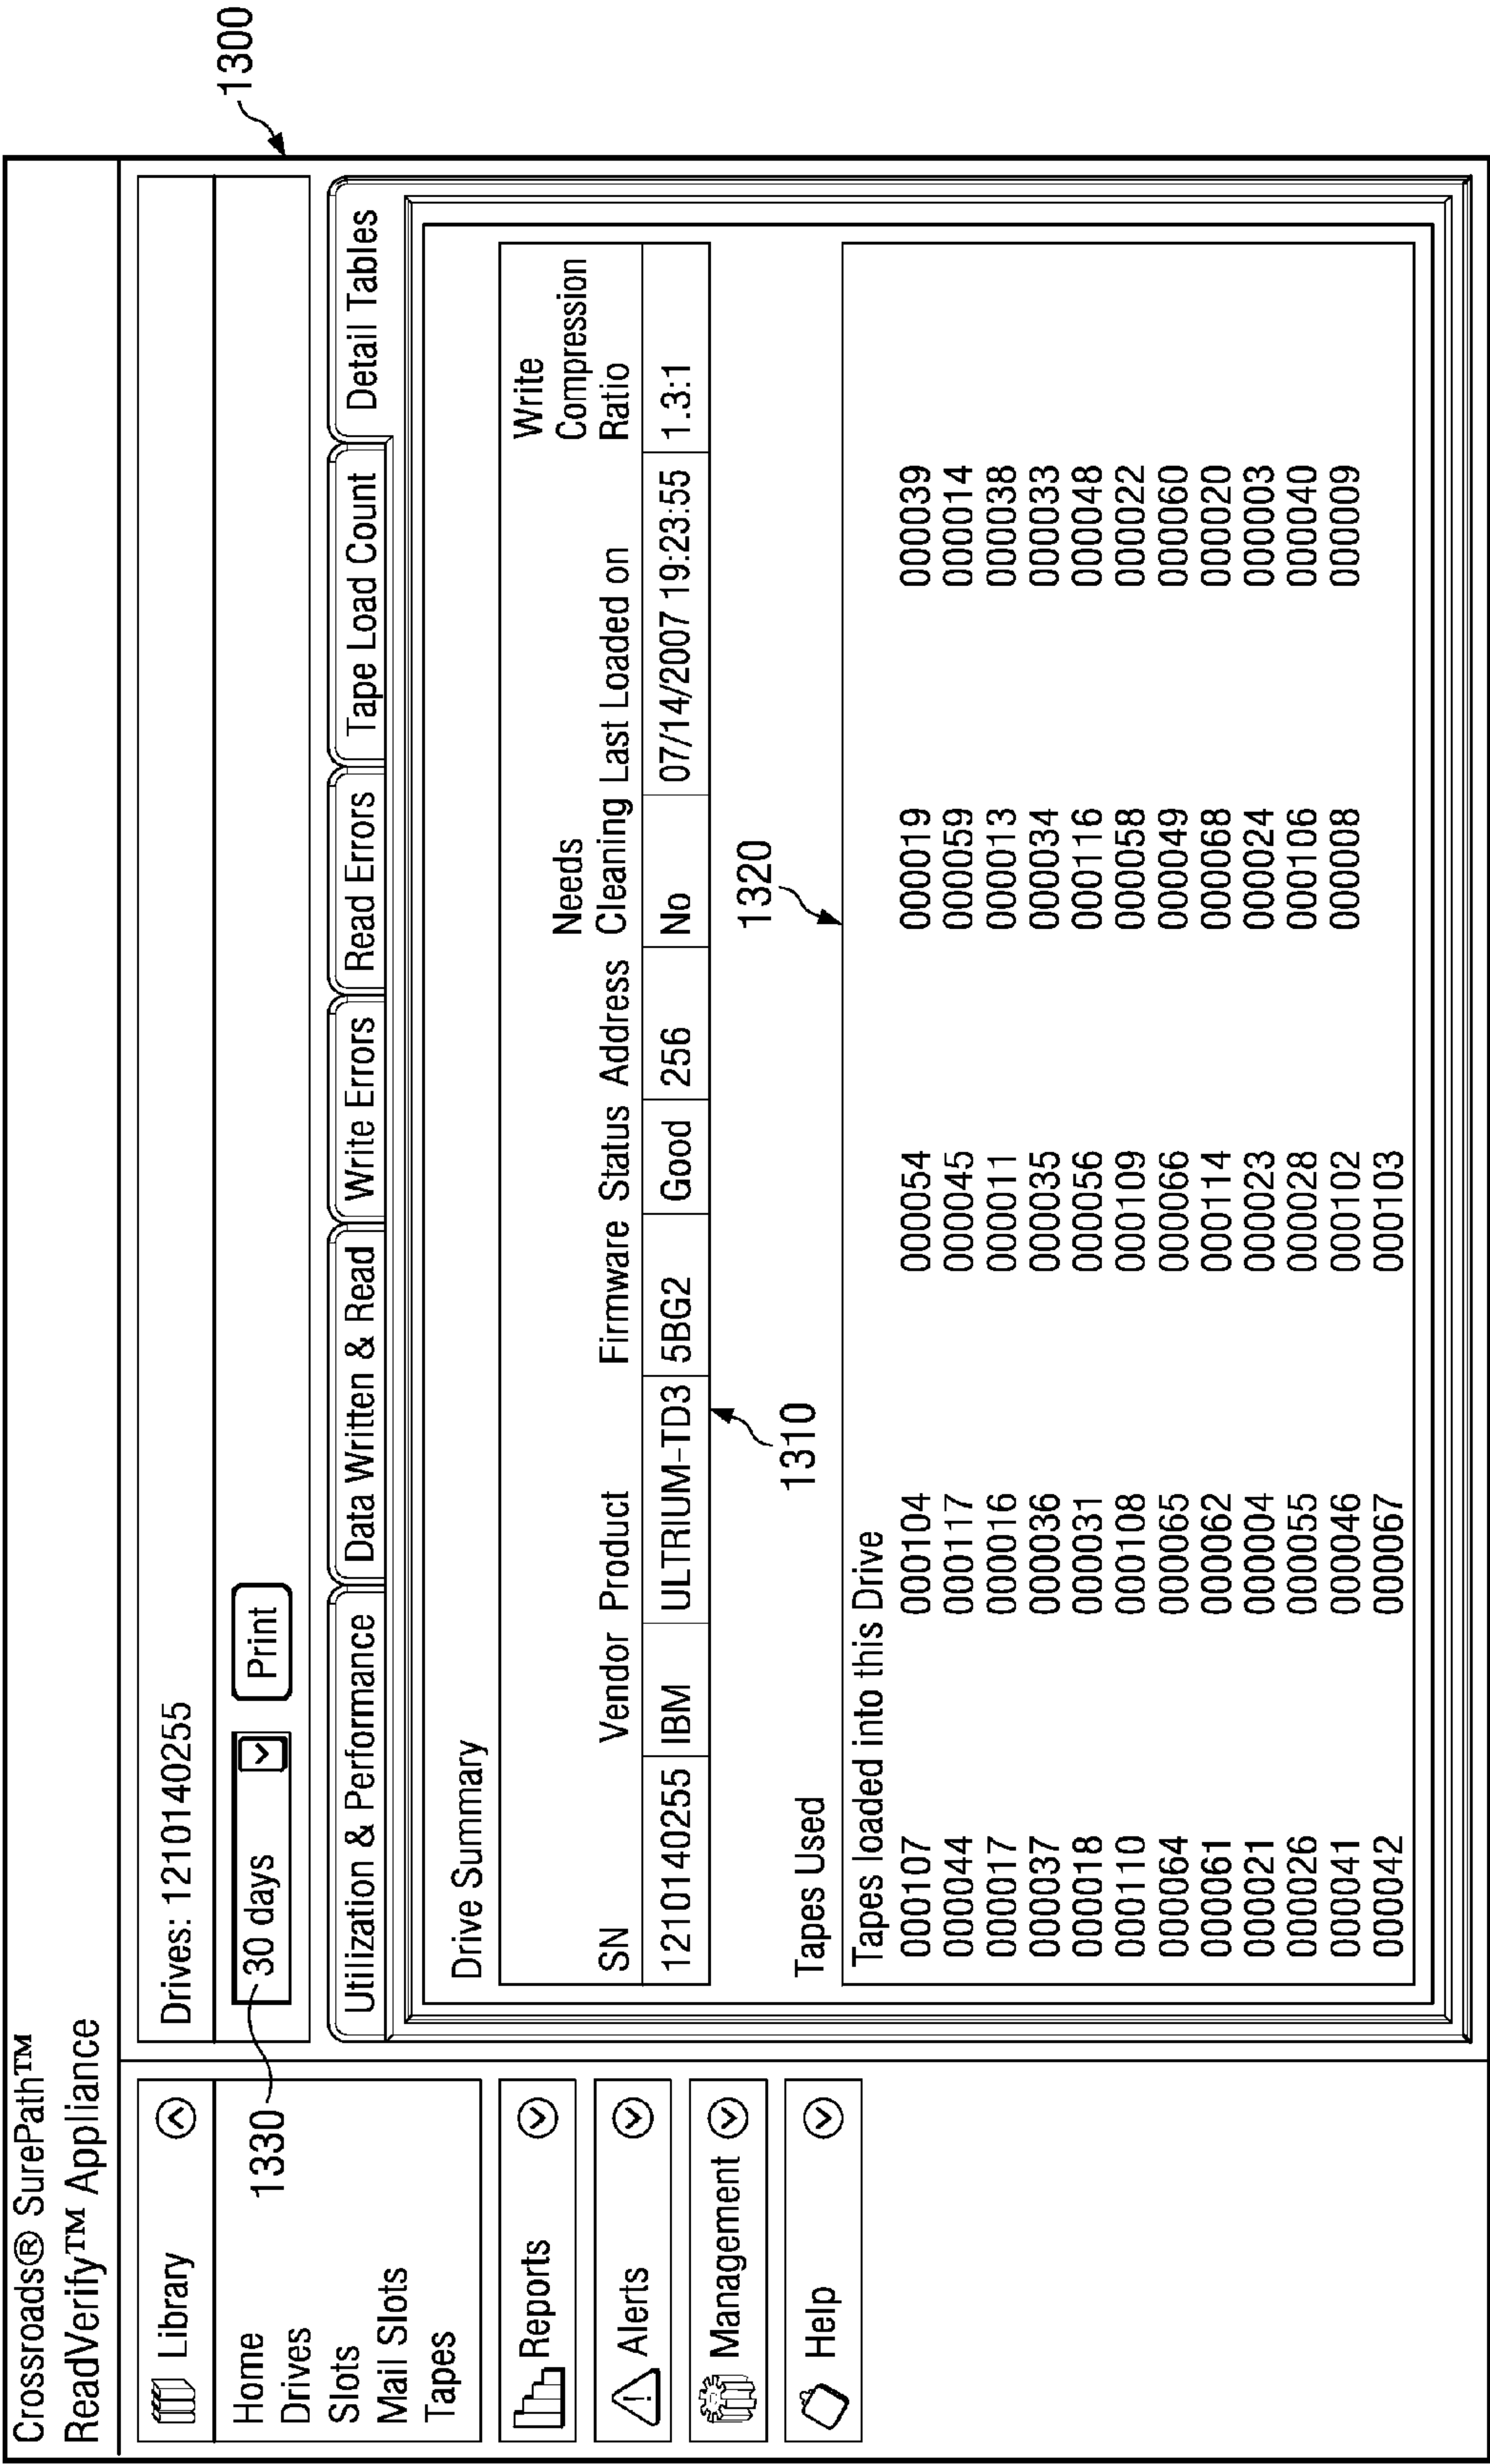 Crossroads® SurePath™
ReadVerify™ Appliance
1300
Library
Home
Drives
Slots
Mail Slots
Tapes
Reports
Alerts
Management
Help
Drives: 1210140255
1330
30 days
Print
Utilization & Performance
Data Written & Read
Write Errors
Read Errors
Tape Load Count
Detail Tables
Drive Summary
SN Vendor Product Firmware Status Address Needs Cleaning Last Loaded on Write Compression Ratio
1210140255 IBM ULTRIUM-TD3 5BG2 Good 256 No 07/14/2007 19:23:55 1.3:1
1310
1320
Tapes Used
Tapes loaded into this Drive
000107 000104 000054 000019 000039
000044 000117 000045 000059 000014
000017 000016 000011 000013 000038
000037 000036 000035 000034 000033
000018 000031 000056 000116 000048
000110 000108 000109 000058 000022
000064 000065 000066 000049 000060
000061 000062 000114 000068 000020
000021 000004 000023 000024 000003
000026 000055 000028 000106 000040
000041 000046 000102 000008 000009
000042 000067 000103